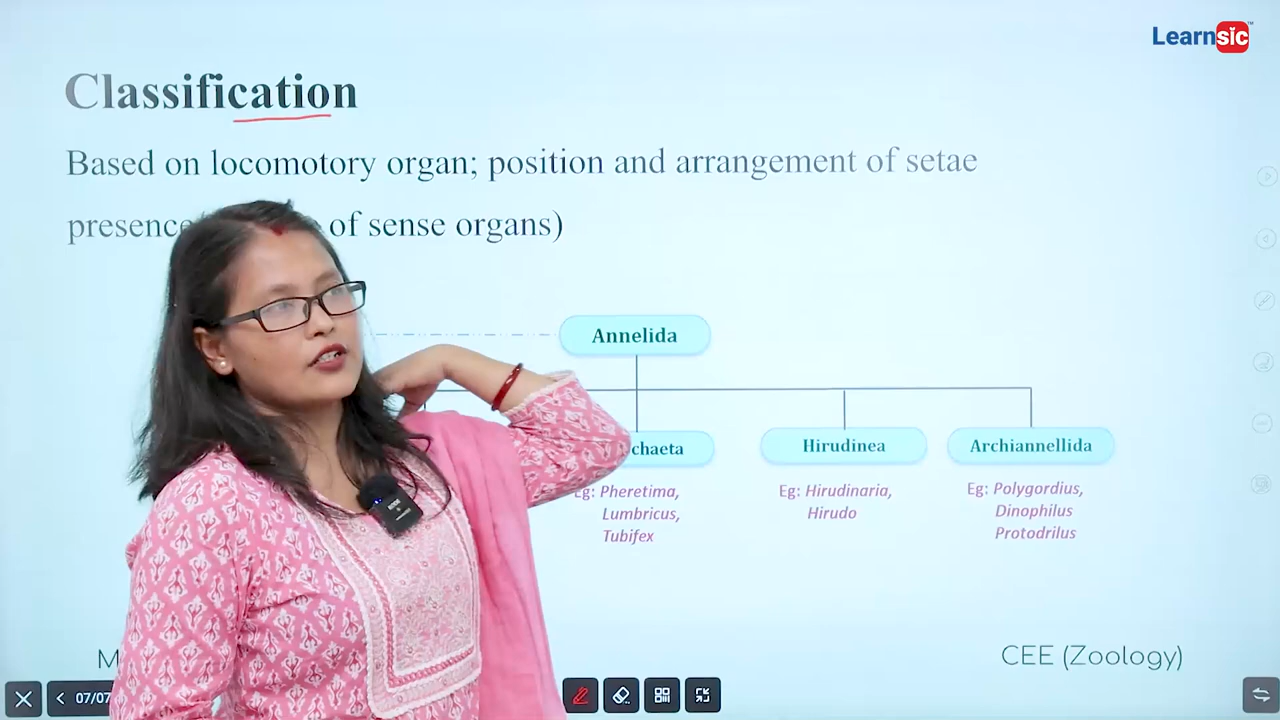 Learnsic
Classification
Based on locomotory organ; position and arrangement of setae
presence of sense organs)
Annelida
chaeta
Hirudinea
Archiannellida
Eg: Pheretima,
Lumbricus,
Tubifex
Eg: Hirudinaria,
Hirudo
Eg: Polygordius,
Dinophilus
Protodrilus
M
CEE (Zoology)
07/07